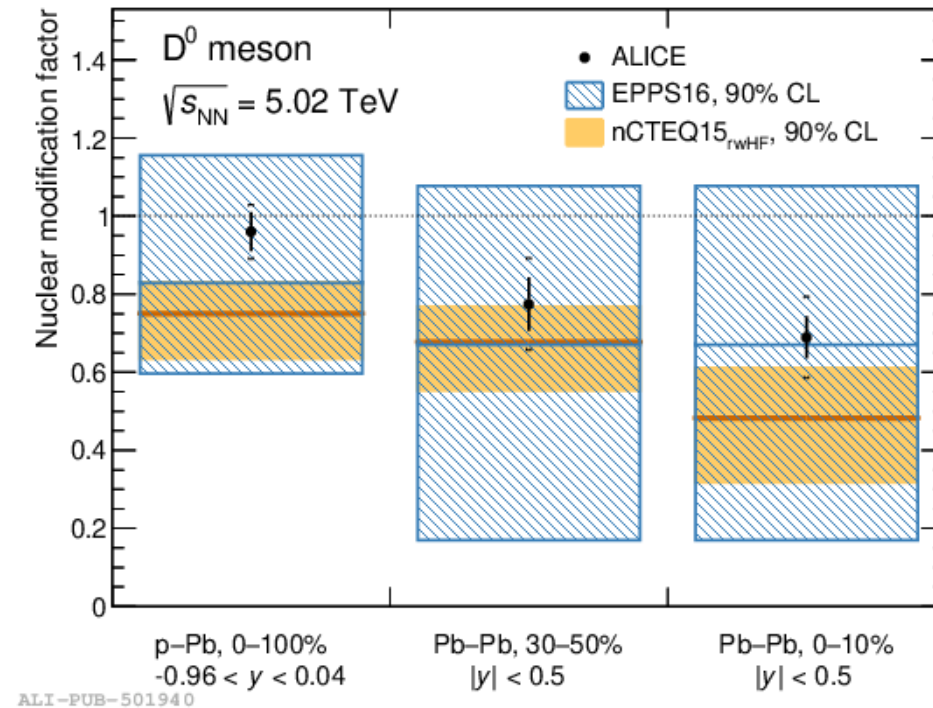 Nuclear modification factor
1.4
1.2
1
0.8
0.6
0.4
0.2
0
D⁰ meson
√sNN = 5.02 TeV
ALICE
EPPS16, 90% CL
nCTEQ15rwHF, 90% CL
p–Pb, 0–100%
-0.96 < y < 0.04
Pb–Pb, 30–50%
|y| < 0.5
Pb–Pb, 0–10%
|y| < 0.5
ALI-PUB-501940